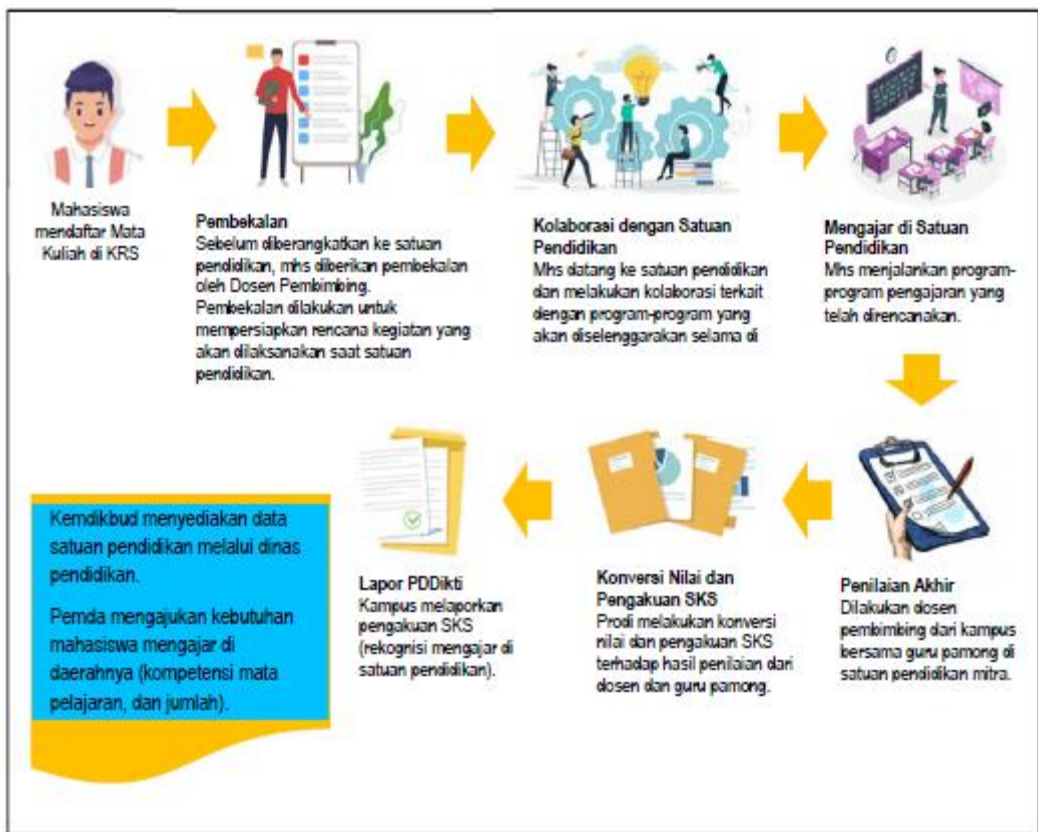 Mahasiswa
mendaftar Mata
Kuliah di KRS
Pembekalan
Sebelum diberangkatkan ke satuan
pendidikan, mhs diberikan pembekalan
oleh Dosen Pembimbing.
Pembekalan dilakukan untuk
mempersiapkan rencana kegiatan yang
akan dilaksanakan saat satuan
pendidikan.
Kolaborasi dengan Satuan
Pendidikan
Mhs datang ke satuan pendidikan
dan melakukan kolaborasi terkait
dengan program-program yang
akan diselenggarakan selama di
Mengajar di Satuan
Pendidikan
Mhs menjalankan program-
program pengajaran yang
telah direncanakan.
Penilaian Akhir
Dilakukan dosen
pembimbing dari kampus
bersama guru pamong di
satuan pendidikan mitra.
Konversi Nilai dan
Pengakuan SKS
Prodi melakukan konversi
nilai dan pengakuan SKS
terhadap hasil penilaian dari
dosen dan guru pamong.
Lapor PDDikti
Kampus melaporkan
pengakuan SKS
(rekognisi mengajar di
satuan pendidikan).
Kemdikbud menyediakan data
satuan pendidikan melalui dinas
pendidikan.
Pemda mengajukan kebutuhan
mahasiswa mengajar di
daerahnya (kompetensi mata
pelajaran, dan jumlah).